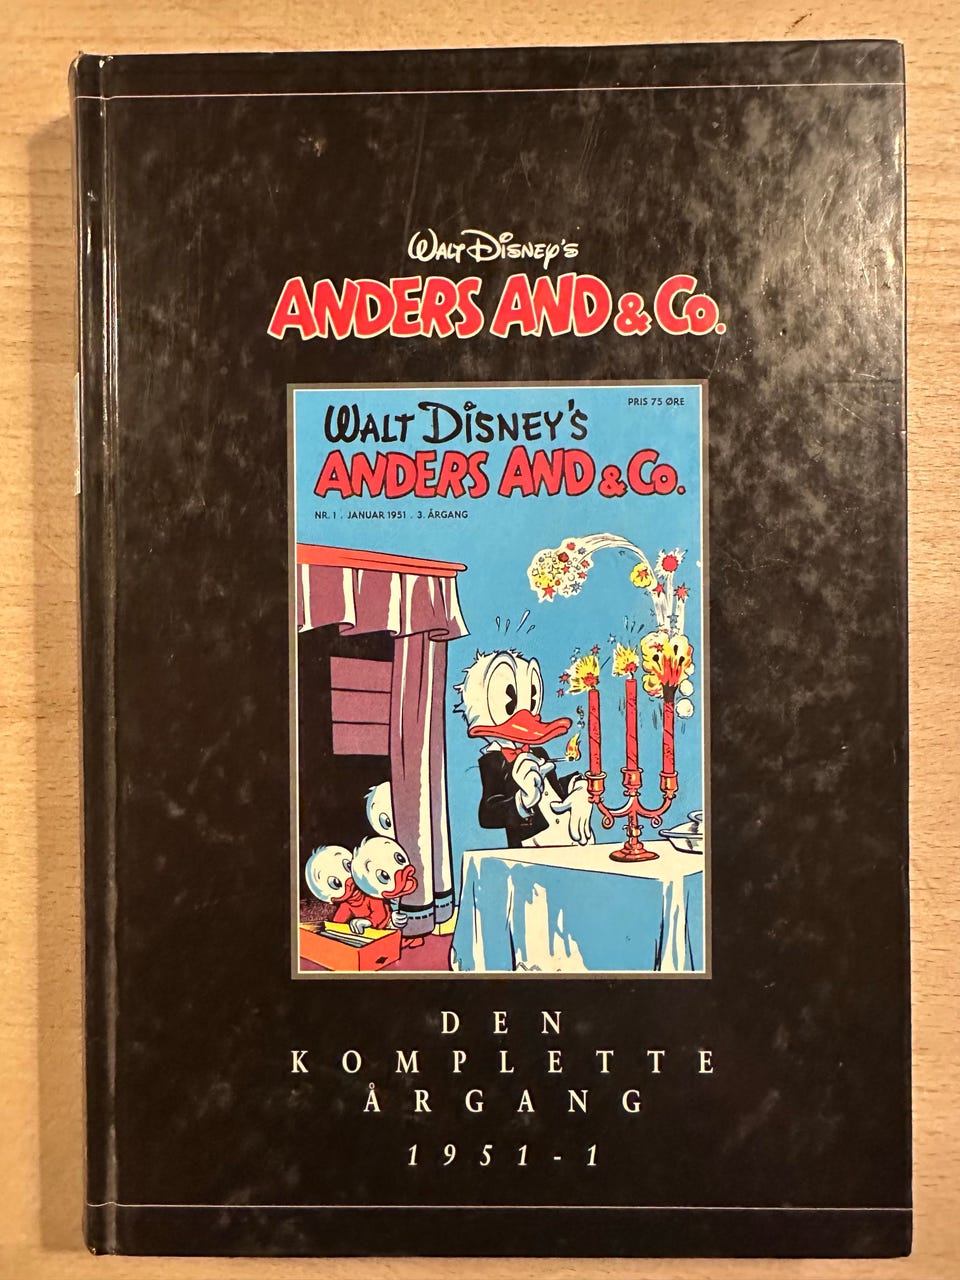 WALT DISNEY'S
ANDERS AND & Co.
PRIS 75 ØRE
WALT DISNEY'S
ANDERS AND & Co.
NR. 1 . JANUAR 1951 . 3. ÅRGANG
DEN
KOMPLETTE
ÅRGANG
1951-1